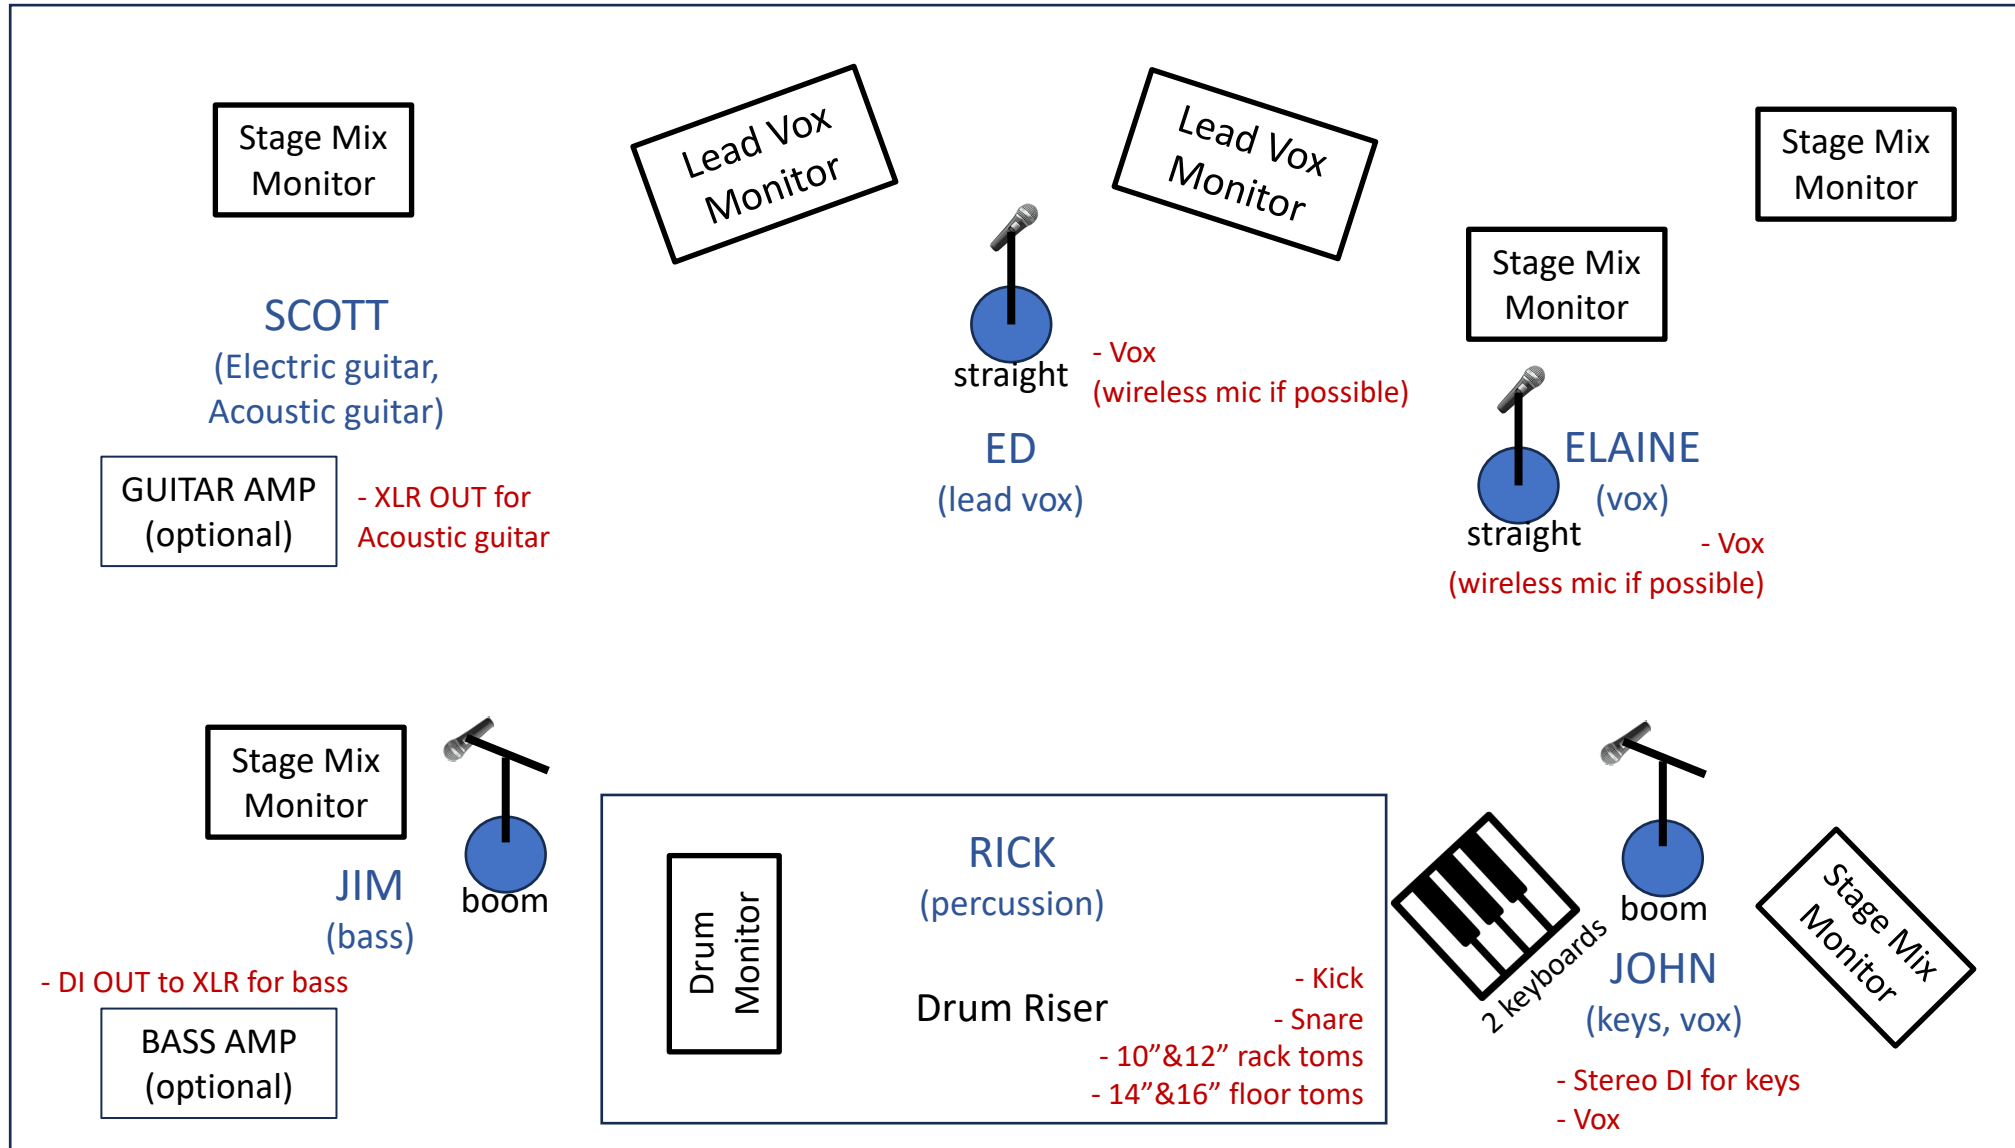 Stage Mix
Monitor
Lead Vox
Monitor
Lead Vox
Monitor
Stage Mix
Monitor
Stage Mix
Monitor
SCOTT
(Electric guitar,
Acoustic guitar)
GUITAR AMP
(optional)
- XLR OUT for
Acoustic guitar
straight
- Vox
(wireless mic if possible)
ED
(lead vox)
ELAINE
(vox)
straight
- Vox
(wireless mic if possible)
Stage Mix
Monitor
boom
JIM
(bass)
- DI OUT to XLR for bass
BASS AMP
(optional)
Drum
Monitor
RICK
(percussion)
Drum Riser
- Kick
- Snare
- 10”&12” rack toms
- 14”&16” floor toms
2 keyboards
boom
JOHN
(keys, vox)
Stage Mix
Monitor
- Stereo DI for keys
- Vox